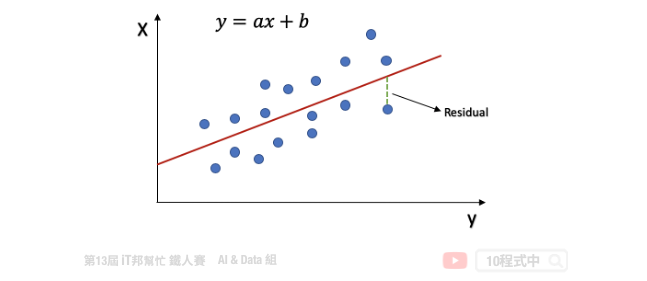 X
y = ax + b
Residual
y
第13屆 iT邦幫忙 鐵人賽 AI & Data 組
10程式中